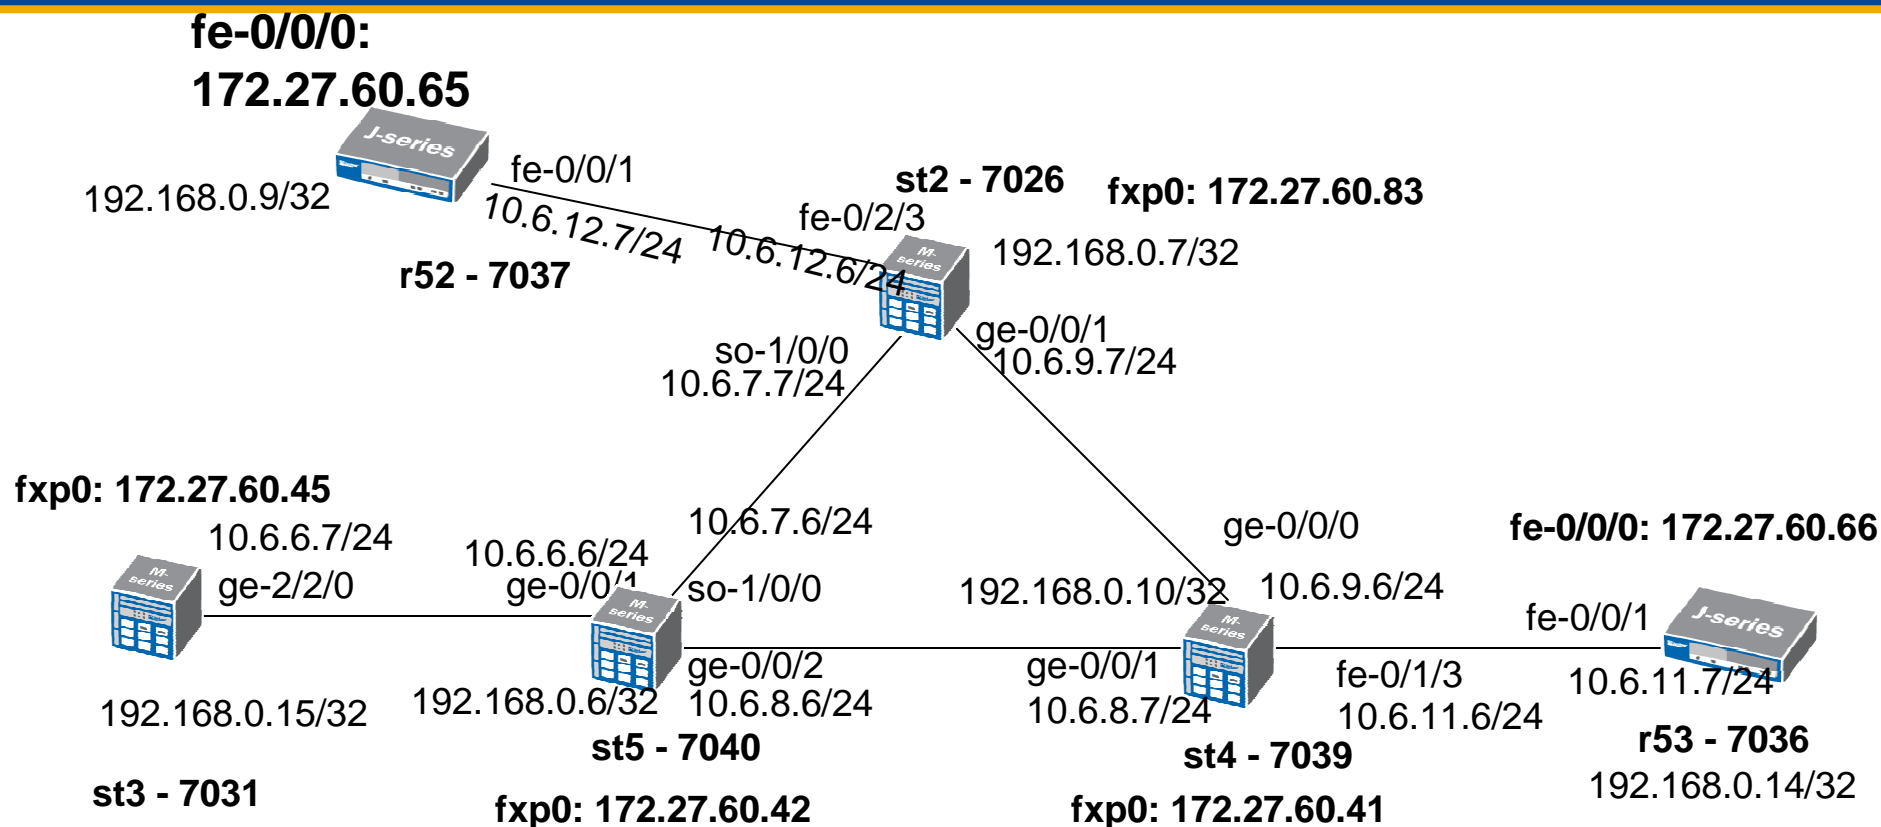 fe-0/0/0:
172.27.60.65
J-series
fe-0/0/1
192.168.0.9/32
10.6.12.7/24
r52 - 7037
st2 - 7026
fxp0: 172.27.60.83
fe-0/2/3
10.6.12.6/24
M-
series
192.168.0.7/32
so-1/0/0
10.6.7.7/24
ge-0/0/1
10.6.9.7/24
fxp0: 172.27.60.45
10.6.6.7/24
ge-2/2/0
M-
series
192.168.0.15/32
st3 - 7031
10.6.6.6/24
ge-0/0/1
10.6.7.6/24
so-1/0/0
M-
series
ge-0/0/2
10.6.8.6/24
192.168.0.6/32
st5 - 7040
fxp0: 172.27.60.42
ge-0/0/0
192.168.0.10/32
10.6.9.6/24
M-
series
ge-0/0/1
10.6.8.7/24
fe-0/1/3
10.6.11.6/24
st4 - 7039
fxp0: 172.27.60.41
fe-0/0/0: 172.27.60.66
fe-0/0/1
J-series
10.6.11.7/24
r53 - 7036
192.168.0.14/32